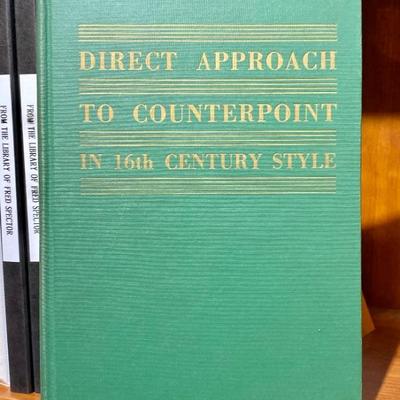 DIRECT APPROACH
TO COUNTERPOINT
IN 16th CENTURY STYLE
FROM THE LIBRARY OF FRED SPECTOR
FROM THE LIBRARY OF FRED SPECTOR